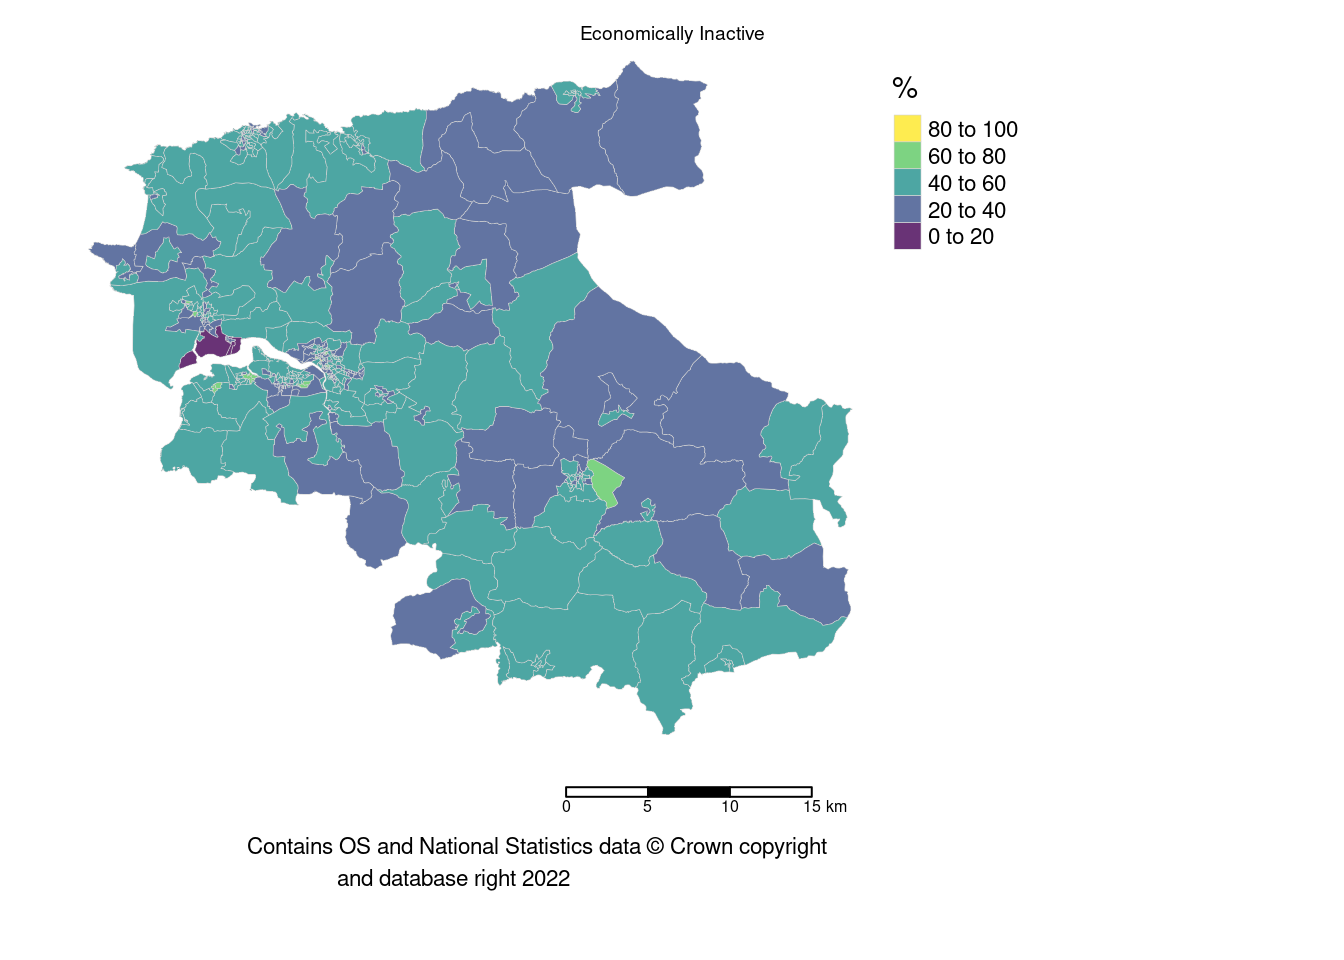 Economically Inactive
%
80 to 100
60 to 80
40 to 60
20 to 40
0 to 20
0 5 10 15 km
Contains OS and National Statistics data © Crown copyright
and database right 2022